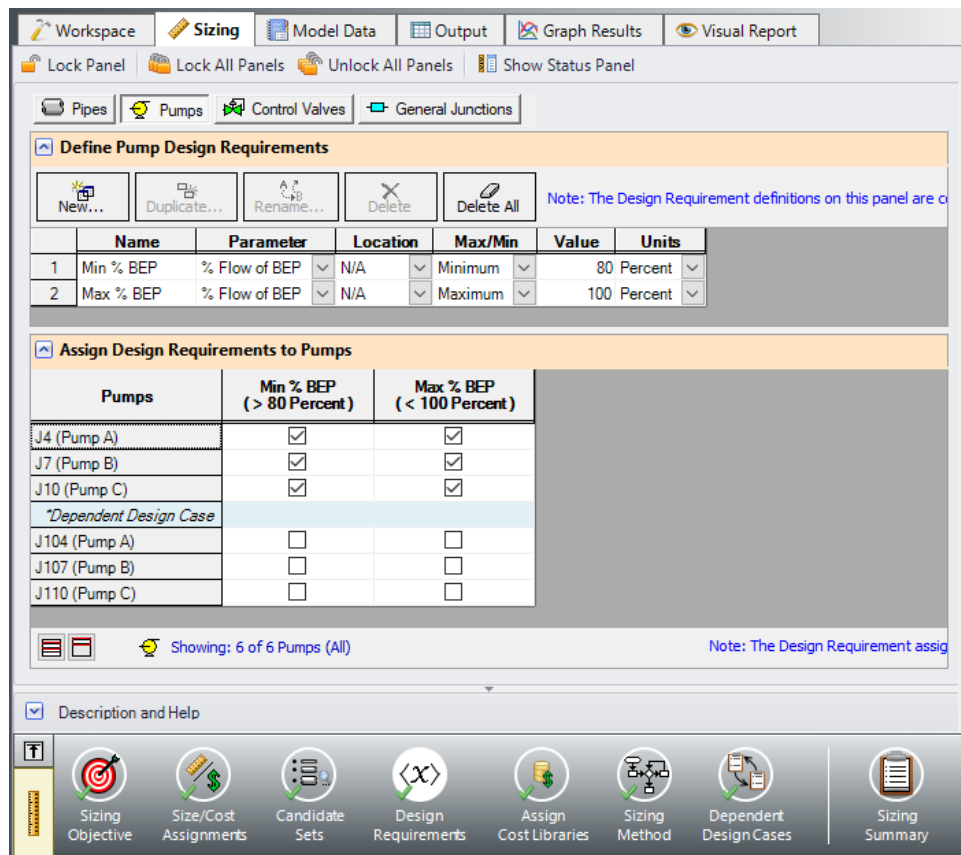 Workspace Sizing Model Data Output Graph Results Visual Report
Lock Panel Lock All Panels Unlock All Panels Show Status Panel
Pipes Pumps Control Valves General Junctions
Define Pump Design Requirements
New... Duplicate... Rename... Delete Delete All Note: The Design Requirement definitions on this panel are
Name Parameter Location Max/Min Value Units
1 Min % BEP % Flow of BEP N/A Minimum 80 Percent
2 Max % BEP % Flow of BEP N/A Maximum 100 Percent
Assign Design Requirements to Pumps
Pumps Min % BEP Max % BEP
( > 80 Percent ) ( < 100 Percent )
J4 (Pump A)
J7 (Pump B)
J10 (Pump C)
*Dependent Design Case
J104 (Pump A)
J107 (Pump B)
J110 (Pump C)
Showing: 6 of 6 Pumps (All) Note: The Design Requirement assig
Description and Help
⟨x⟩
Sizing Size/Cost Candidate Design Assign Sizing Dependent Sizing
Objective Assignments Sets Requirements Cost Libraries Method Design Cases Summary